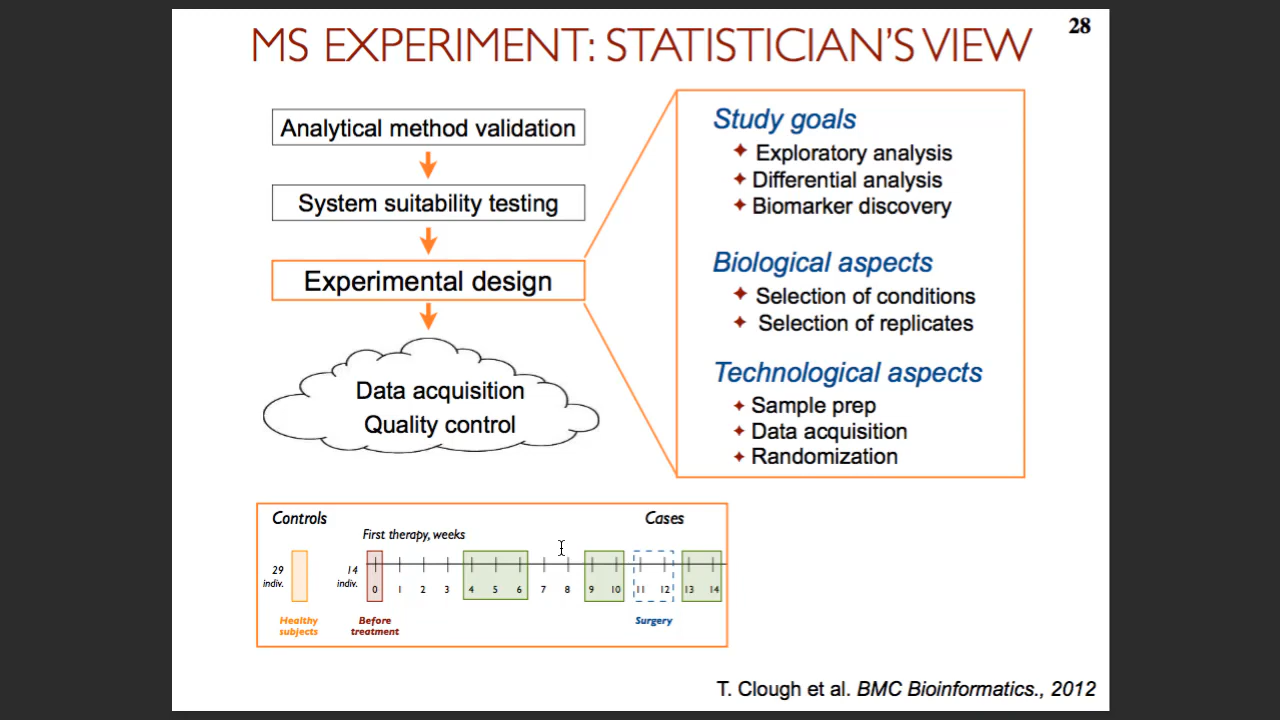 28
MS EXPERIMENT: STATISTICIAN'S VIEW
Analytical method validation
System suitability testing
Experimental design
Data acquisition
Quality control
Study goals
Exploratory analysis
Differential analysis
Biomarker discovery
Biological aspects
Selection of conditions
Selection of replicates
Technological aspects
Sample prep
Data acquisition
Randomization
Controls
Cases
First therapy, weeks
29
indiv.
14
indiv.
0 1 2 3 4 5 6 7 8 9 10 11 12 13 14
Healthy
subjects
Before
treatment
Surgery
T. Clough et al. BMC Bioinformatics., 2012